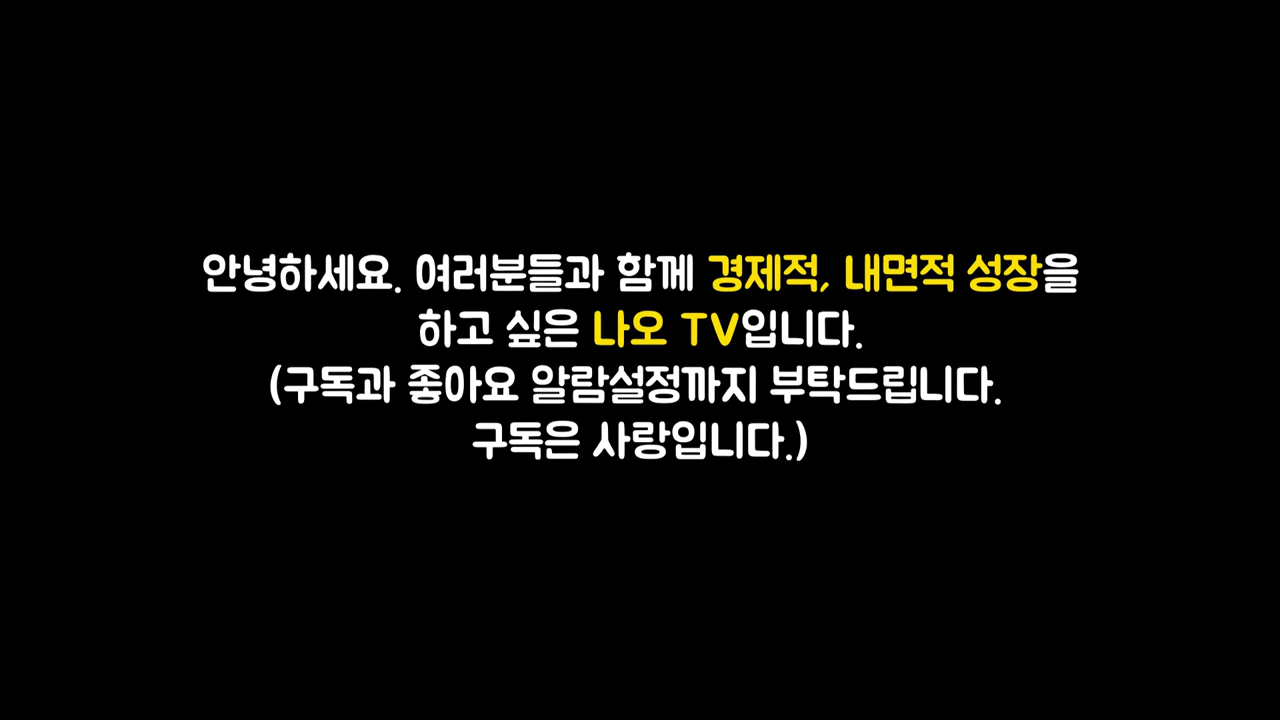 안녕하세요. 여러분들과 함께 경제적, 내면적 성장을
하고 싶은 나오 TV입니다.
(구독과 좋아요 알람설정까지 부탁드립니다.
구독은 사랑입니다.)